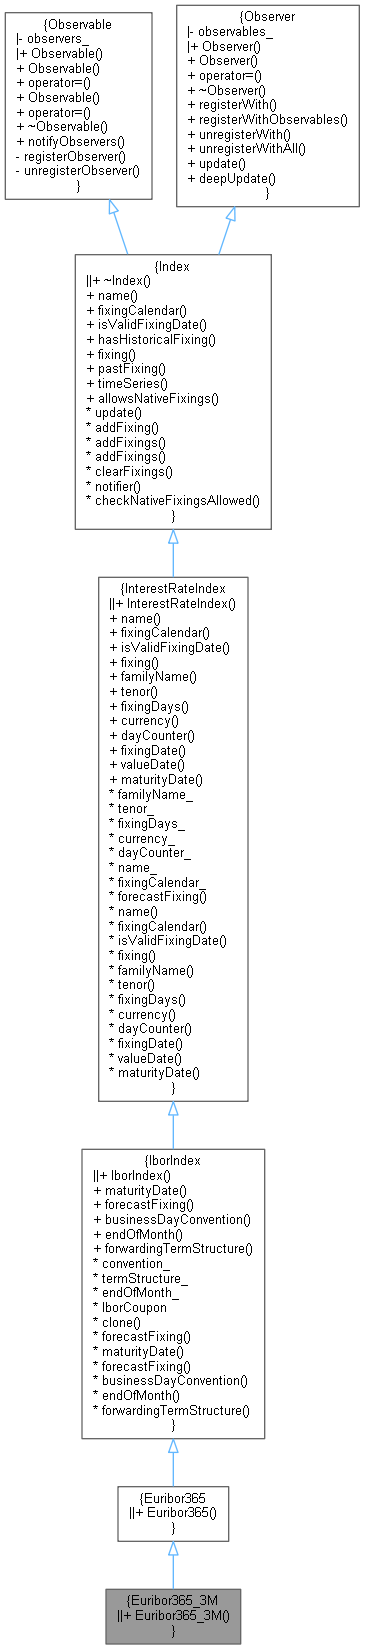 {Observable
|- observers_
|+ Observable()
+ Observable()
+ operator=()
+ Observable()
+ operator=()
+ ~Observable()
+ notifyObservers()
- registerObserver()
- unregisterObserver()
}
{Observer
|- observables_
|+ Observer()
+ Observer()
+ operator=()
+ ~Observer()
+ registerWith()
+ registerWithObservables()
+ unregisterWith()
+ unregisterWithAll()
+ update()
+ deepUpdate()
}
{Index
||+ ~Index()
+ name()
+ fixingCalendar()
+ isValidFixingDate()
+ hasHistoricalFixing()
+ fixing()
+ pastFixing()
+ timeSeries()
+ allowsNativeFixings()
* update()
* addFixing()
* addFixings()
* addFixings()
* clearFixings()
* notifier()
* checkNativeFixingsAllowed()
}
{InterestRateIndex
||+ InterestRateIndex()
+ name()
+ fixingCalendar()
+ isValidFixingDate()
+ fixing()
+ familyName()
+ tenor()
+ fixingDays()
+ currency()
+ dayCounter()
+ fixingDate()
+ valueDate()
+ maturityDate()
* familyName_
* tenor_
* fixingDays_
* currency_
* dayCounter_
* name_
* fixingCalendar_
* forecastFixing()
* name()
* fixingCalendar()
* isValidFixingDate()
* fixing()
* familyName()
* tenor()
* fixingDays()
* currency()
* dayCounter()
* fixingDate()
* valueDate()
* maturityDate()
}
{IborIndex
||+ IborIndex()
+ maturityDate()
+ forecastFixing()
+ businessDayConvention()
+ endOfMonth()
+ forwardingTermStructure()
* convention_
* termStructure_
* endOfMonth_
* IborCoupon
* clone()
* forecastFixing()
* maturityDate()
* forecastFixing()
* businessDayConvention()
* endOfMonth()
* forwardingTermStructure()
}
{Euribor365
||+ Euribor365()
}
{Euribor365_3M
||+ Euribor365_3M()
}